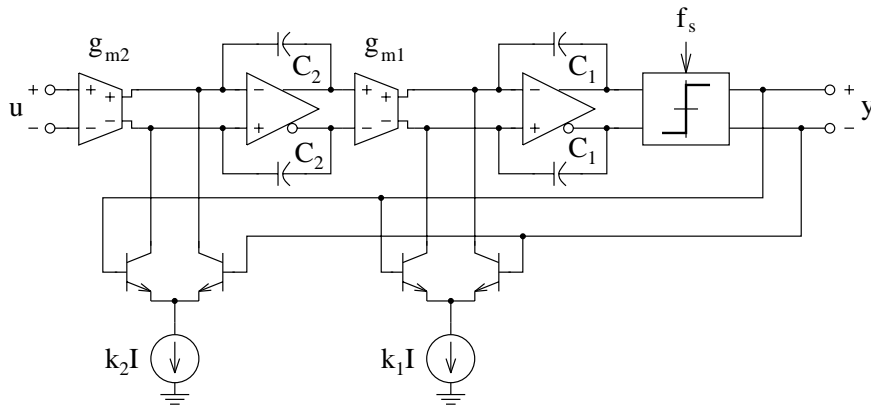 f_s
g_m2
C_2
g_m1
C_1
+ + + − + + − +
u
y
− − − + − − + −
C_2
C_1
k_2I
k_1I